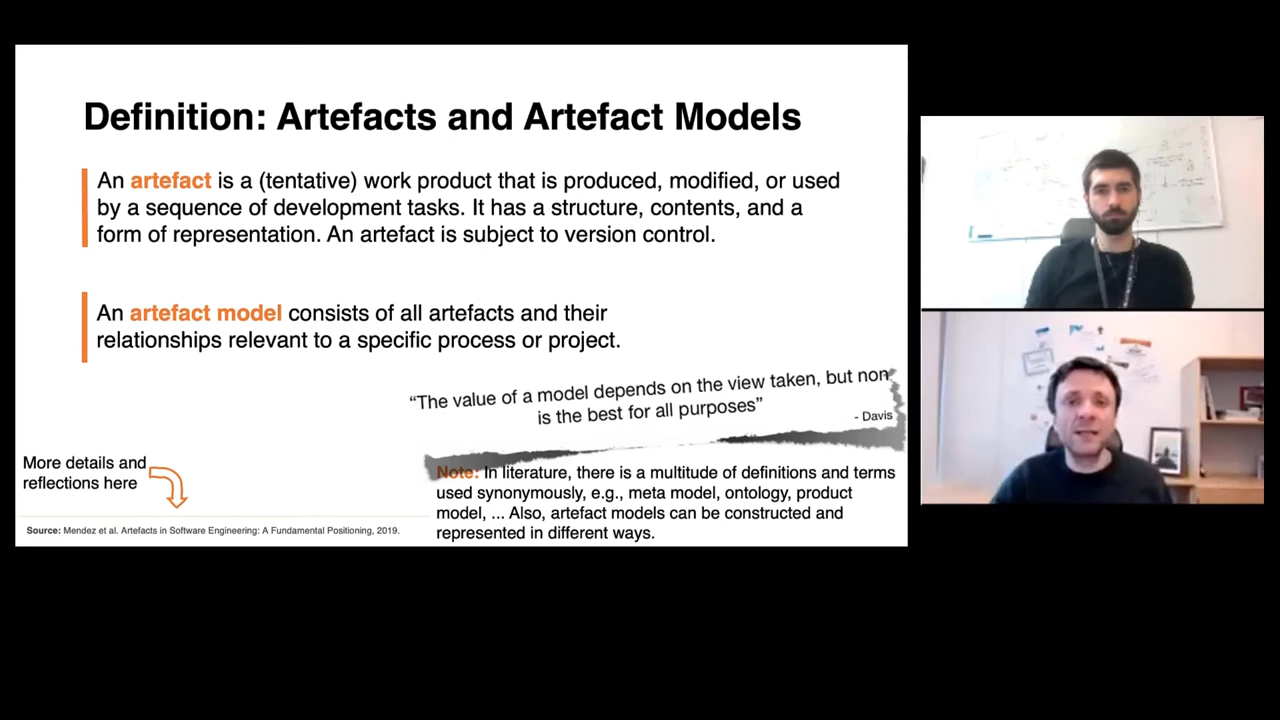 Definition: Artefacts and Artefact Models
An artefact is a (tentative) work product that is produced, modified, or used
by a sequence of development tasks. It has a structure, contents, and a
form of representation. An artefact is subject to version control.
An artefact model consists of all artefacts and their
relationships relevant to a specific process or project.
“The value of a model depends on the view taken, but non
is the best for all purposes”
- Davis
More details and
reflections here
Note: In literature, there is a multitude of definitions and terms
used synonymously, e.g., meta model, ontology, product
model, ... Also, artefact models can be constructed and
represented in different ways.
Source: Mendez et al. Artefacts in Software Engineering: A Fundamental Positioning, 2019.